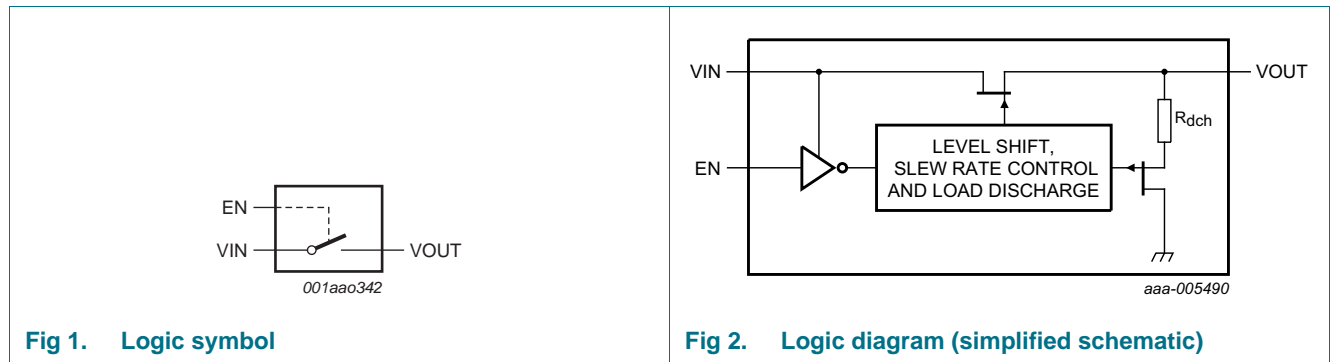 EN
VIN
VOUT
001aao342
Fig 1. Logic symbol
VIN
VOUT
Rdch
EN
LEVEL SHIFT,
SLEW RATE CONTROL
AND LOAD DISCHARGE
aaa-005490
Fig 2. Logic diagram (simplified schematic)